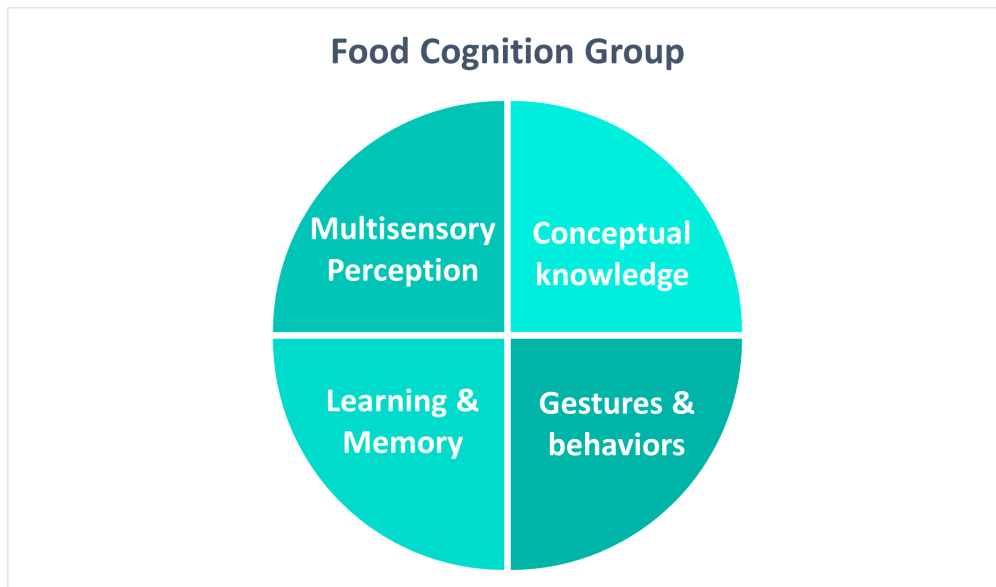 Food Cognition Group
Multisensory
Perception
Conceptual
knowledge
Learning &
Memory
Gestures &
behaviors